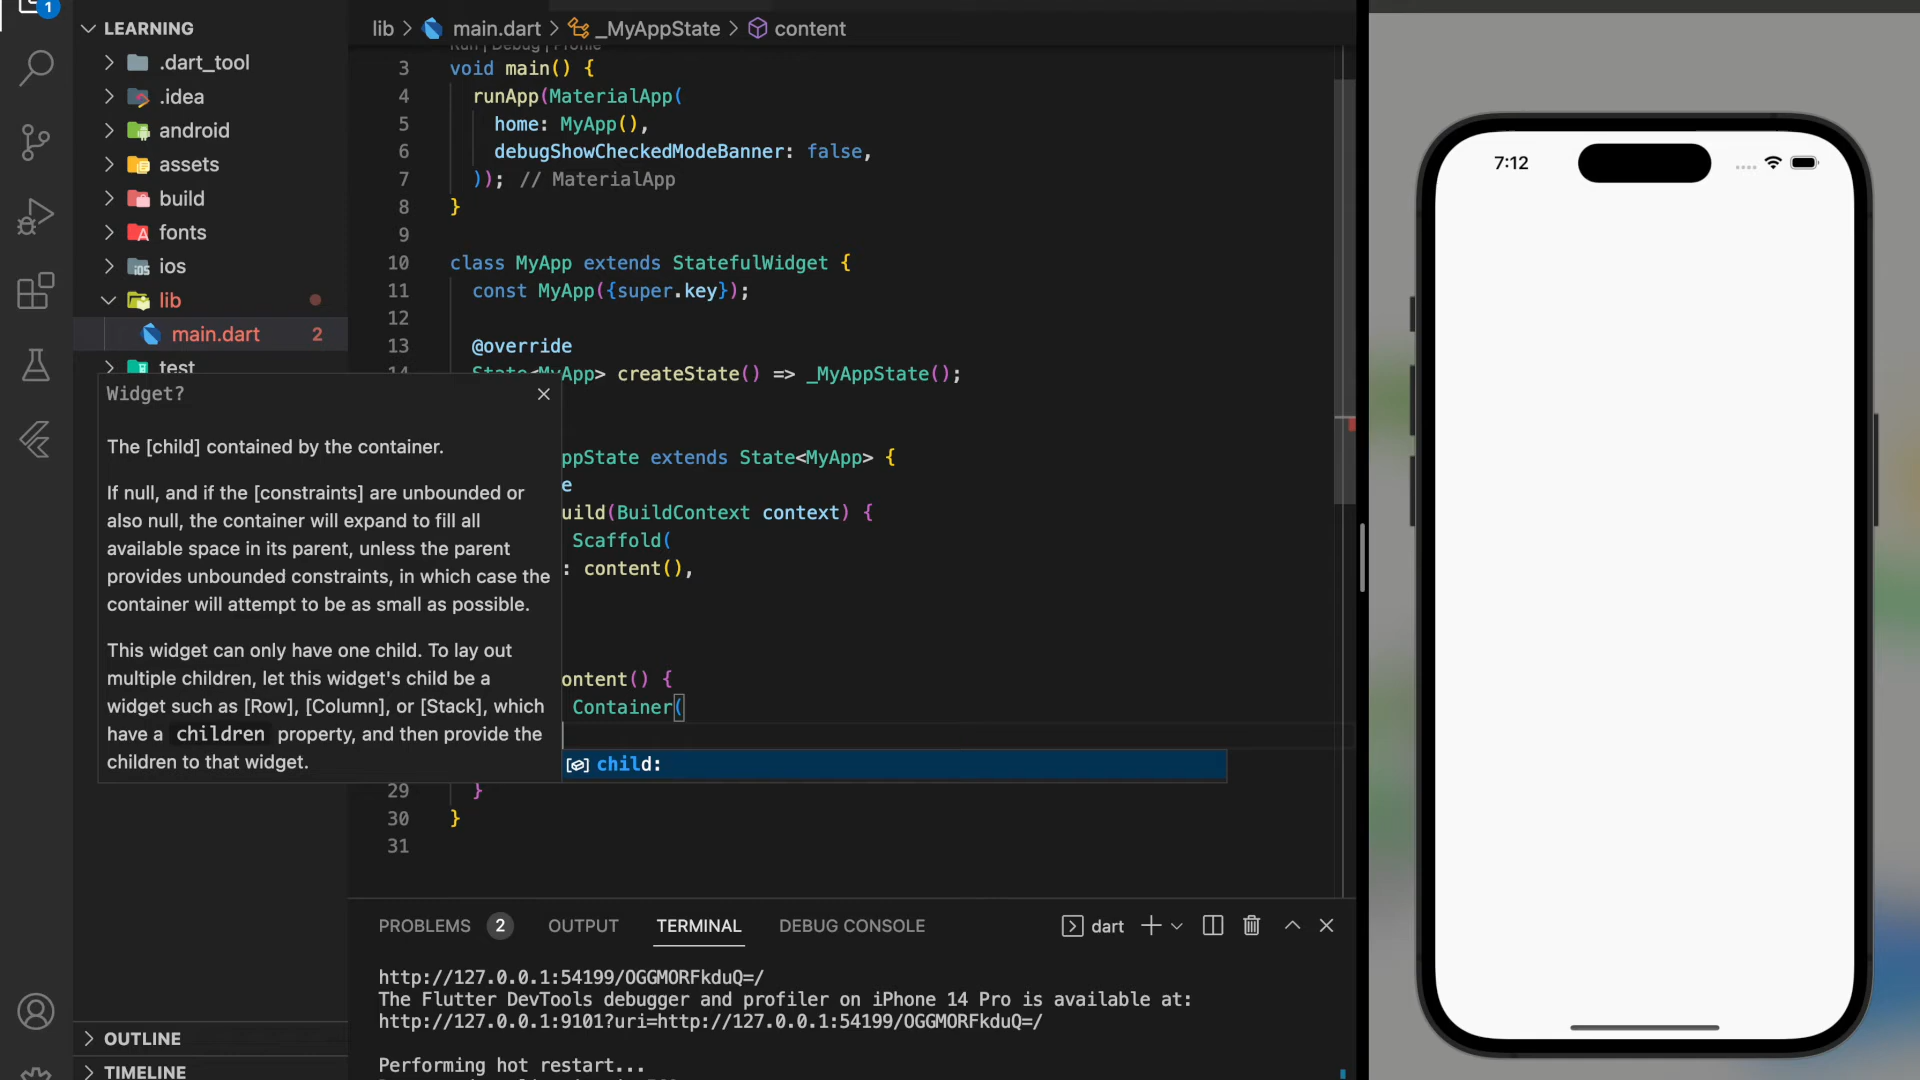 1
LEARNING
.dart_tool
.idea
android
assets
build
fonts
ios
lib
main.dart 2
test
lib > main.dart > _MyAppState > content
Run | Debug | Profile
3 void main() {
4 runApp(MaterialApp(
5 home: MyApp(),
6 debugShowCheckedModeBanner: false,
7 )); // MaterialApp
8 }
9
10 class MyApp extends StatefulWidget {
11 const MyApp({super.key});
12
13 @override
14 State<MyApp> createState() => _MyAppState();
ppState extends State<MyApp> {
e
uild(BuildContext context) {
Scaffold(
: content(),
ontent() {
Container(
child:
29 }
30 }
31
Widget?
The [child] contained by the container.
If null, and if the [constraints] are unbounded or
also null, the container will expand to fill all
available space in its parent, unless the parent
provides unbounded constraints, in which case the
container will attempt to be as small as possible.
This widget can only have one child. To lay out
multiple children, let this widget's child be a
widget such as [Row], [Column], or [Stack], which
have a children property, and then provide the
children to that widget.
PROBLEMS 2 OUTPUT TERMINAL DEBUG CONSOLE dart
http://127.0.0.1:54199/OGGMORFkduQ=/
The Flutter DevTools debugger and profiler on iPhone 14 Pro is available at:
http://127.0.0.1:9101?uri=http://127.0.0.1:54199/OGGMORFkduQ=/
Performing hot restart...
OUTLINE
TIMELINE
7:12